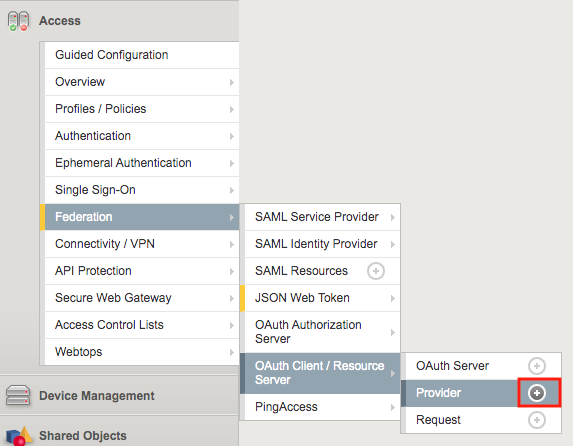 Access
Guided Configuration
Overview
Profiles / Policies
Authentication
Ephemeral Authentication
Single Sign-On
Federation
Connectivity / VPN
API Protection
Secure Web Gateway
Access Control Lists
Webtops
SAML Service Provider
SAML Identity Provider
SAML Resources
JSON Web Token
OAuth Authorization
Server
OAuth Client / Resource
Server
PingAccess
OAuth Server
Provider
Request
Device Management
Shared Objects